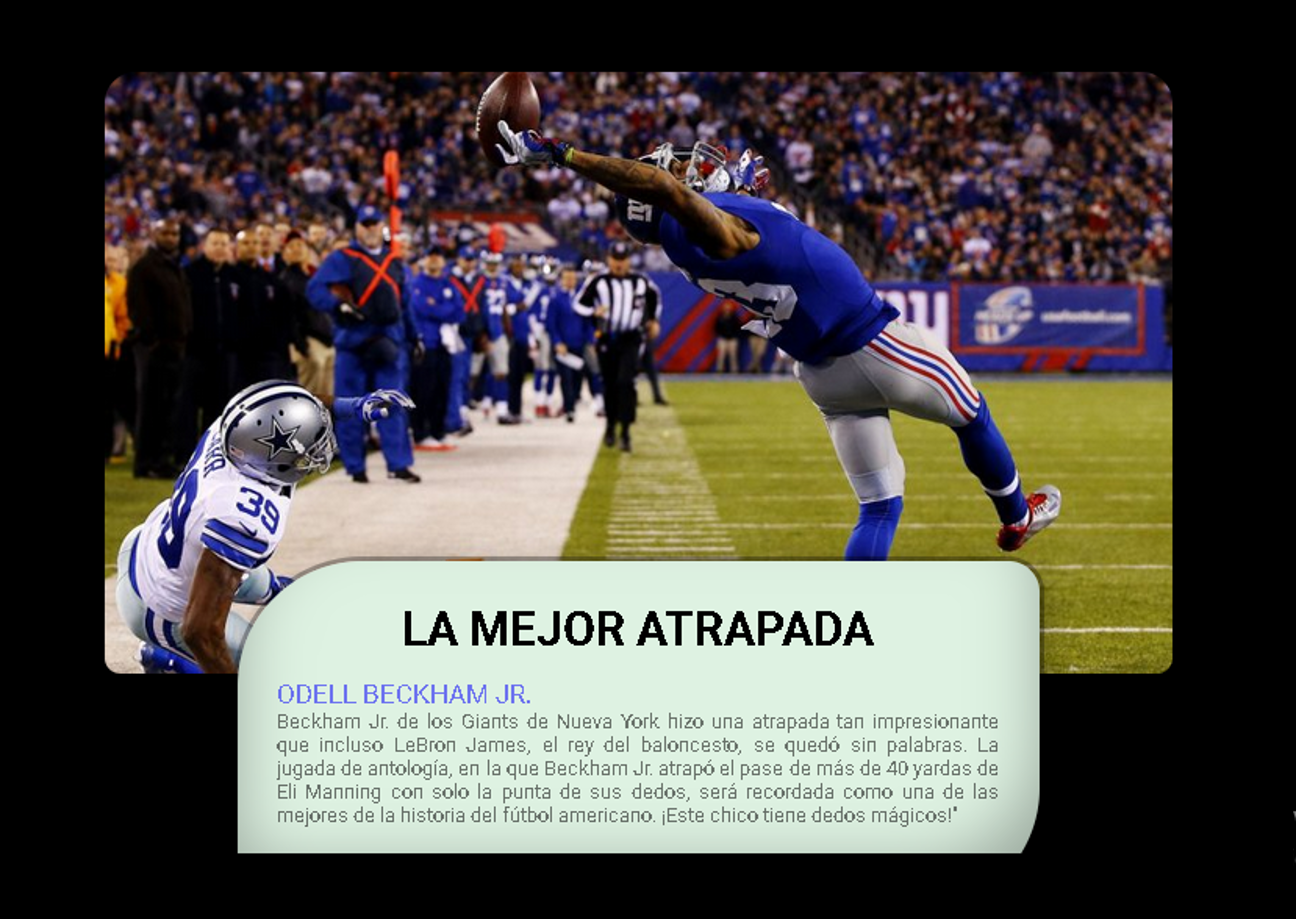 39
LA MEJOR ATRAPADA
ODELL BECKHAM JR.
Beckham Jr. de los Giants de Nueva York hizo una atrapada tan impresionante
que incluso LeBron James, el rey del baloncesto, se quedó sin palabras. La
jugada de antología, en la que Beckham Jr. atrapó el pase de más de 40 yardas de
Eli Manning con solo la punta de sus dedos, será recordada como una de las
mejores de la historia del fútbol americano. ¡Este chico tiene dedos mágicos!"